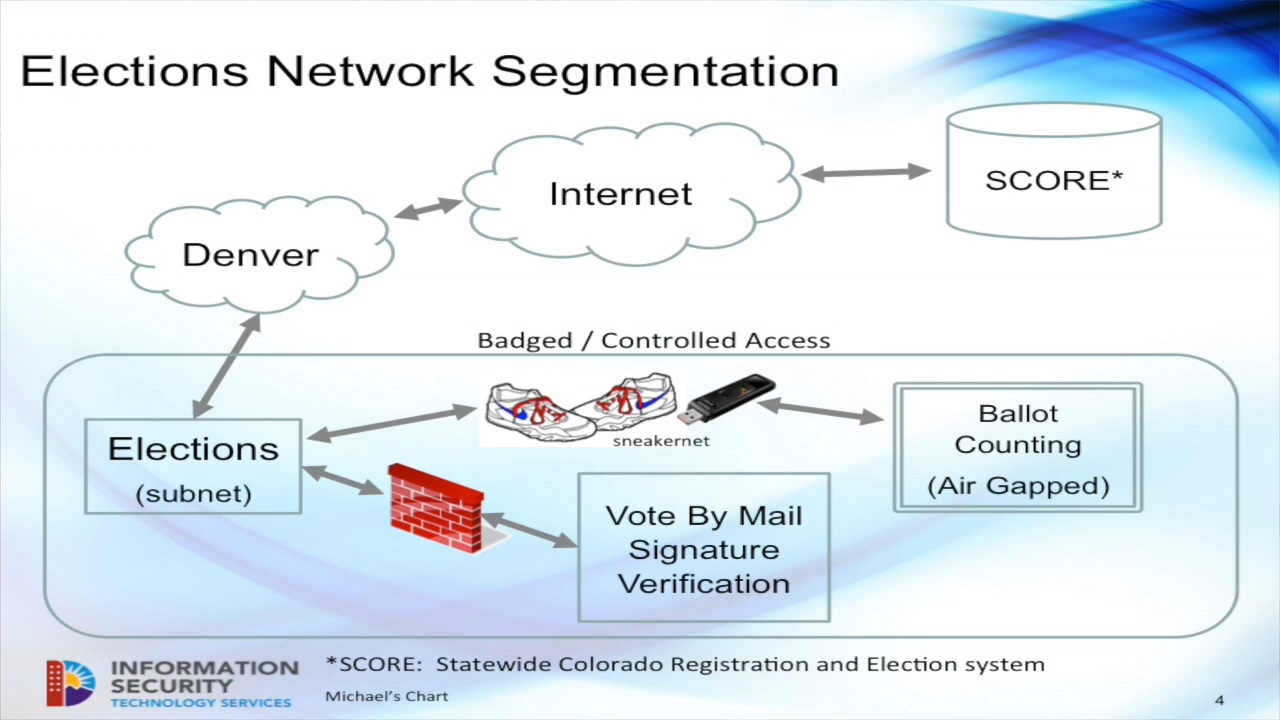 Elections Network Segmentation
Internet
SCORE*
Denver
Badged / Controlled Access
sneakernet
Elections
(subnet)
Ballot
Counting
(Air Gapped)
Vote By Mail
Signature
Verification
INFORMATION
SECURITY
TECHNOLOGY SERVICES
*SCORE: Statewide Colorado Registration and Election system
Michael's Chart
4